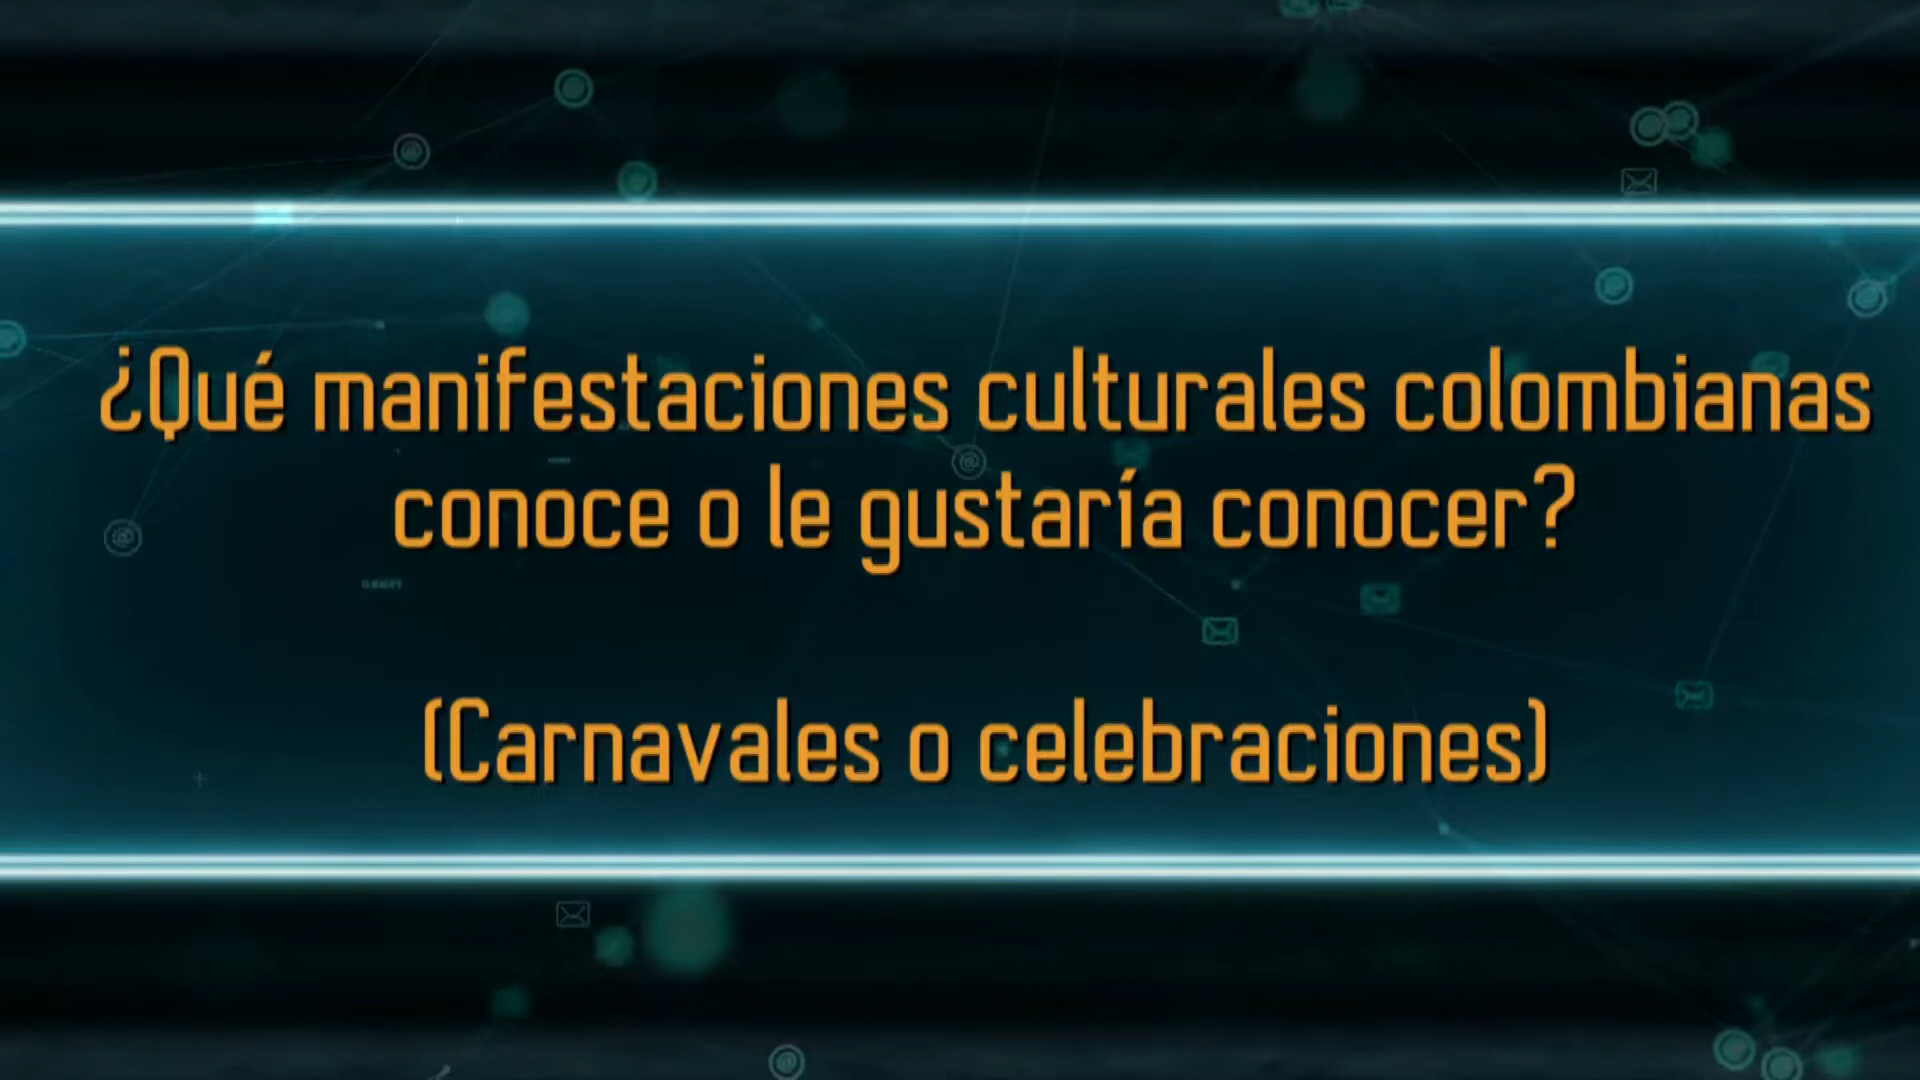 ¿Qué manifestaciones culturales colombianas
conoce o le gustaría conocer?
(Carnavales o celebraciones)